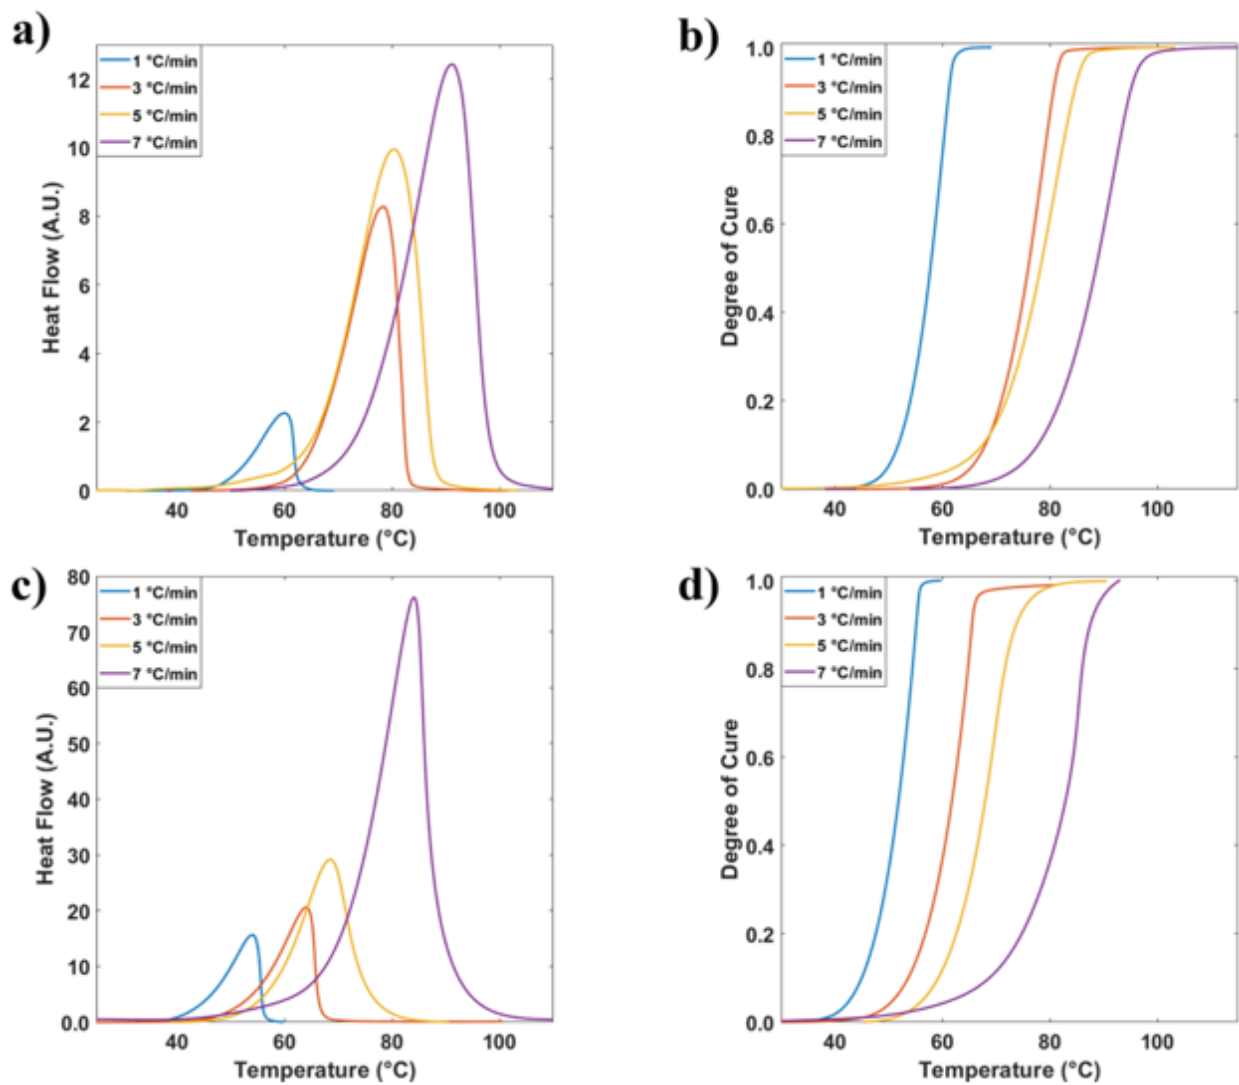 a)
1 °C/min
3 °C/min
5 °C/min
7 °C/min
12
10
8
6
4
2
0
Heat Flow (A.U.)
40 60 80 100
Temperature (°C)
b)
1 °C/min
3 °C/min
5 °C/min
7 °C/min
1.0
0.8
0.6
0.4
0.2
0.0
Degree of Cure
40 60 80 100
Temperature (°C)
c)
1 °C/min
3 °C/min
5 °C/min
7 °C/min
80
70
60
50
40
30
20
10
0.0
Heat Flow (A.U.)
40 60 80 100
Temperature (°C)
d)
1 °C/min
3 °C/min
5 °C/min
7 °C/min
1.0
0.8
0.6
0.4
0.2
0.0
Degree of Cure
40 60 80 100
Temperature (°C)